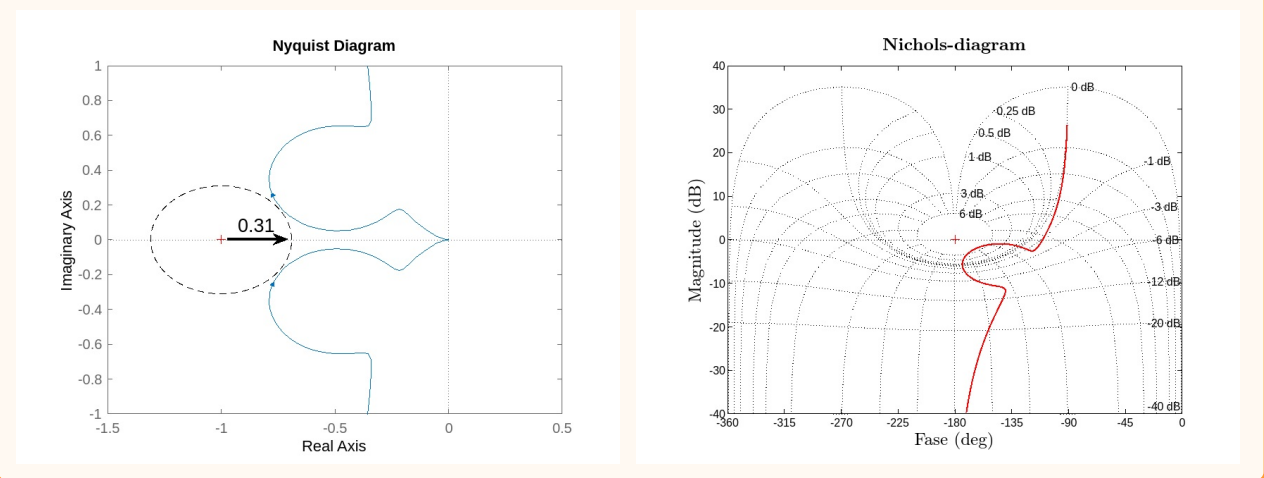 Nyquist Diagram
1
0.8
0.6
0.4
0.2
0
-0.2
-0.4
-0.6
-0.8
-1
Imaginary Axis
0.31
-1.5 -1 -0.5 0 0.5
Real Axis
Nichols-diagram
40
30
20
10
0
-10
-20
-30
-40
Magnitude (dB)
0 dB
0.25 dB
0.5 dB
1 dB
-1 dB
3 dB
-3 dB
6 dB
-6 dB
-12 dB
-20 dB
-40 dB
-360 -315 -270 -225 -180 -135 -90 -45 0
Fase (deg)